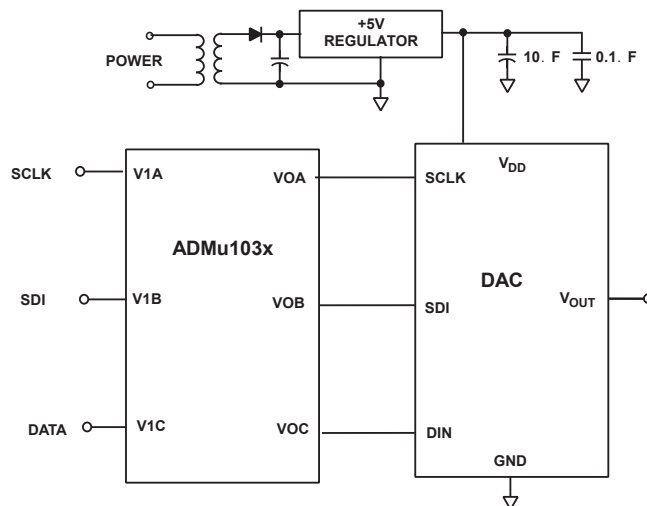 +5V
REGULATOR
POWER
10. F
0.1. F
SCLK
V1A
VOA
SCLK
VDD
ADMu103x
DAC
SDI
V1B
VOB
SDI
VOUT
DATA
V1C
VOC
DIN
GND